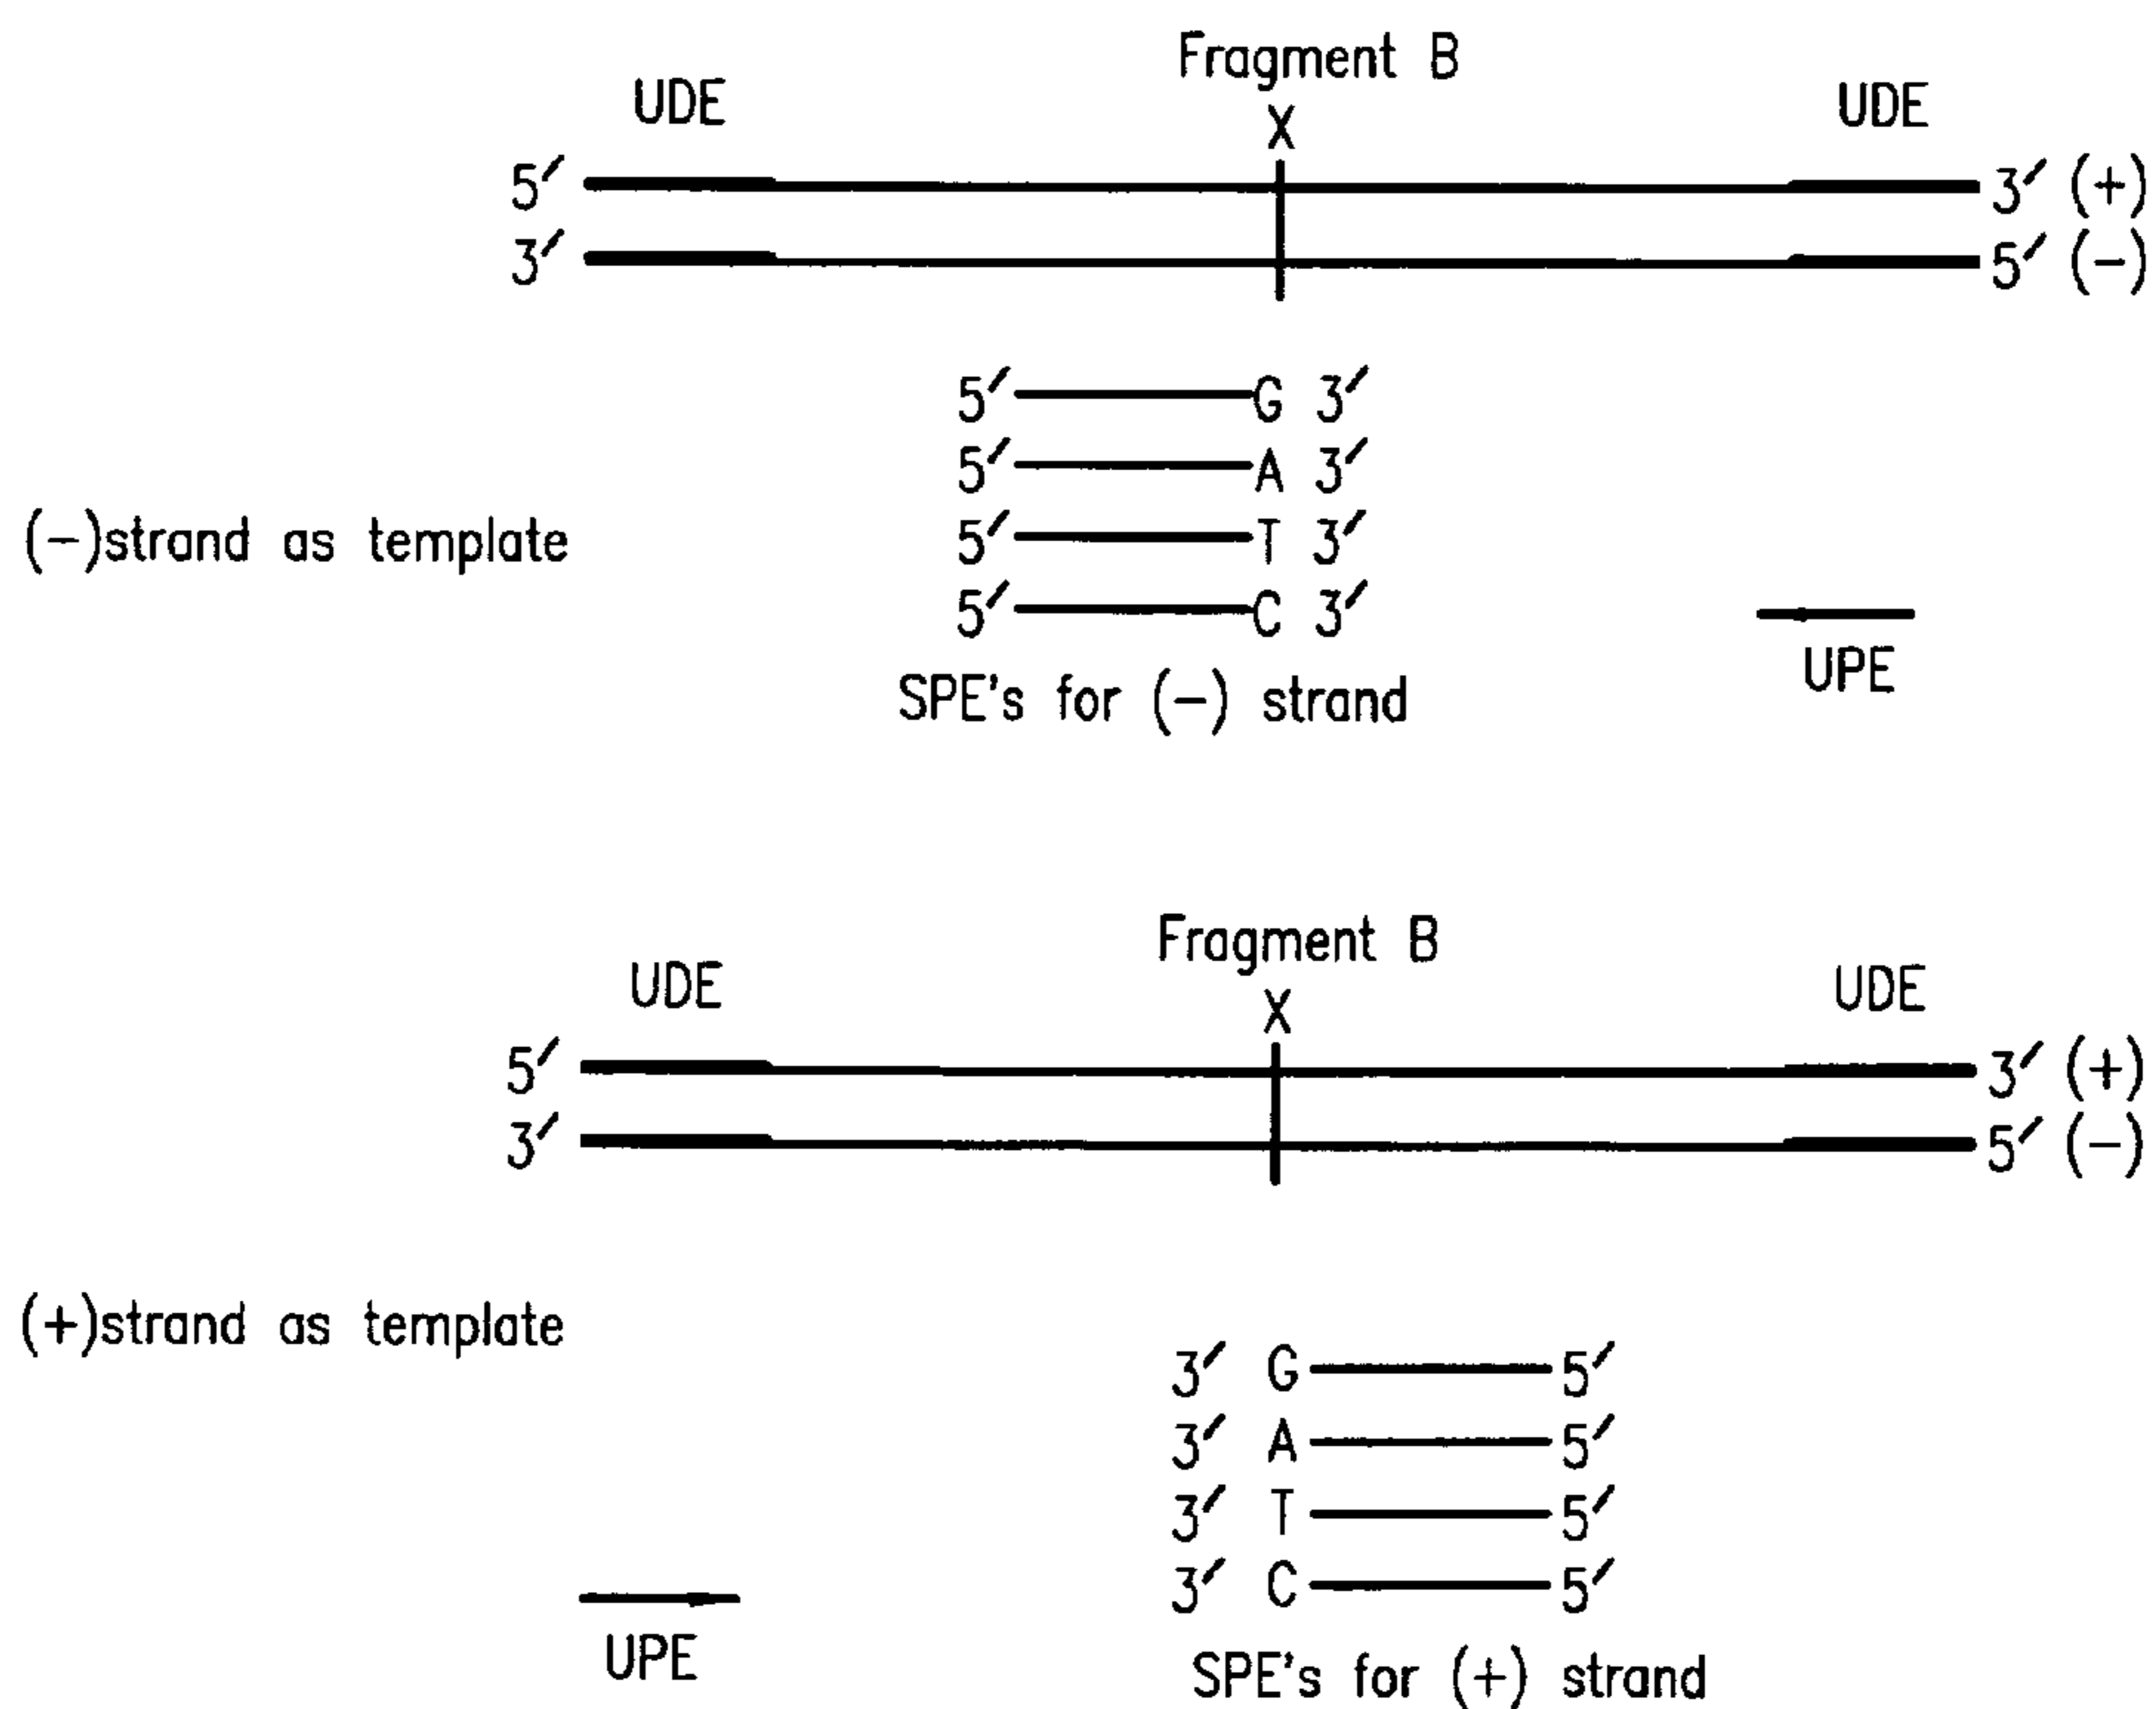 Fragment B
UDE X UDE
5′ 3′ (+)
3′ 5′ (−)
5′ G 3′
5′ A 3′
(−)strand as template
5′ T 3′
5′ C 3′
UPE
SPE's for (−) strand
Fragment B
UDE X UDE
5′ 3′ (+)
3′ 5′ (−)
(+)strand as template
3′ G 5′
3′ A 5′
3′ T 5′
3′ C 5′
UPE
SPE's for (+) strand